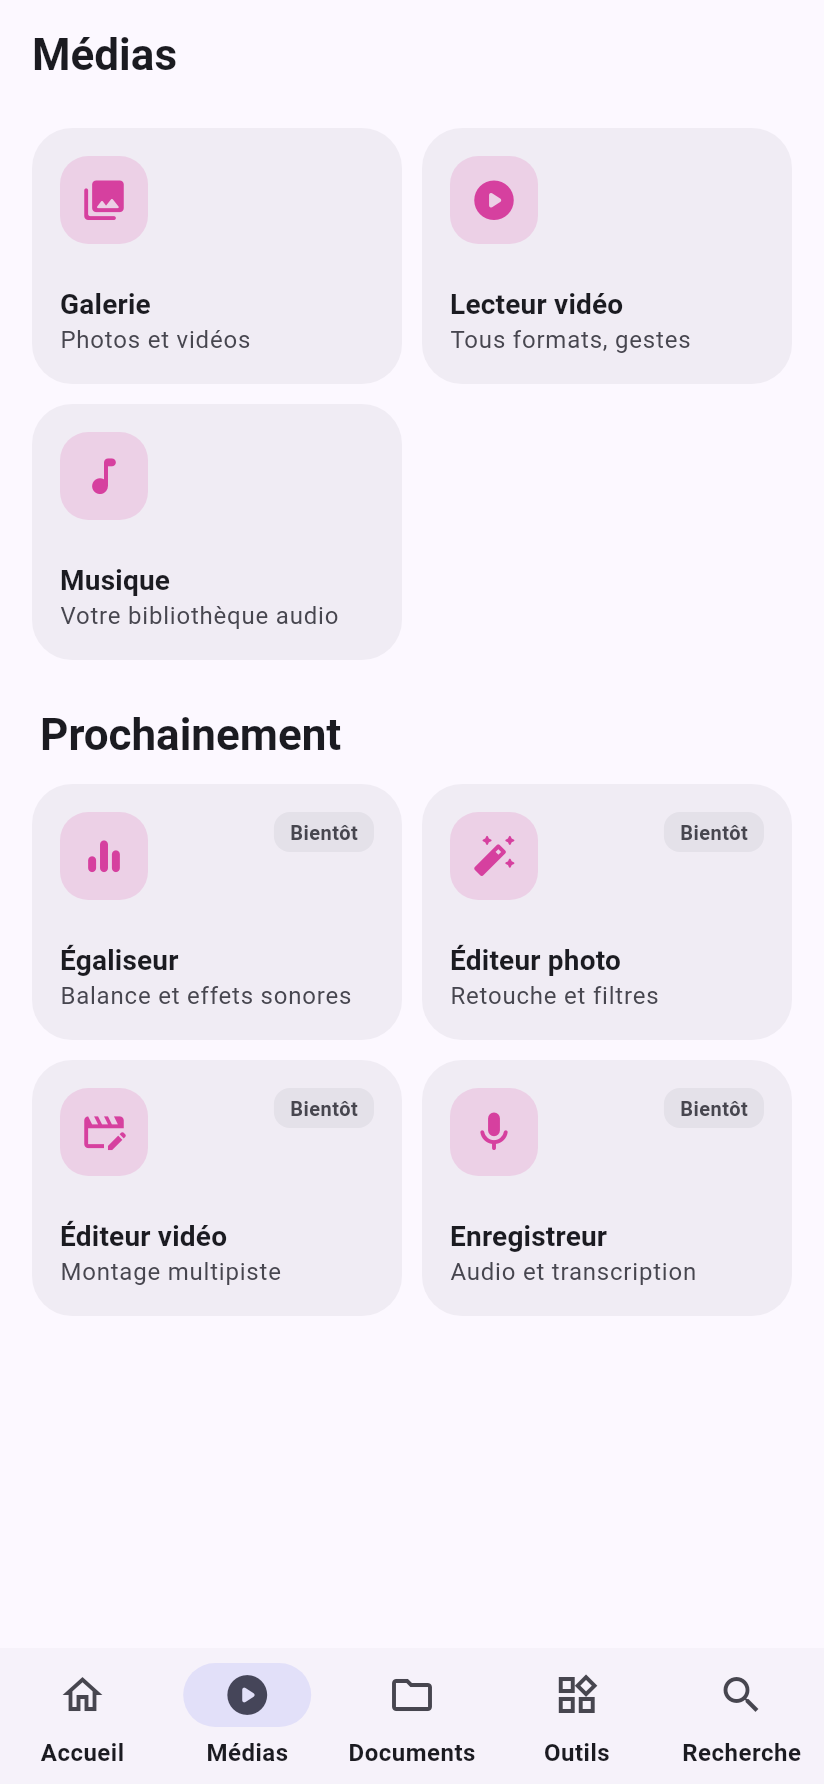 Médias
Galerie
Photos et vidéos
Lecteur vidéo
Tous formats, gestes
Musique
Votre bibliothèque audio
Prochainement
Bientôt
Égaliseur
Balance et effets sonores
Bientôt
Éditeur photo
Retouche et filtres
Bientôt
Éditeur vidéo
Montage multipiste
Bientôt
Enregistreur
Audio et transcription
Accueil
Médias
Documents
Outils
Recherche